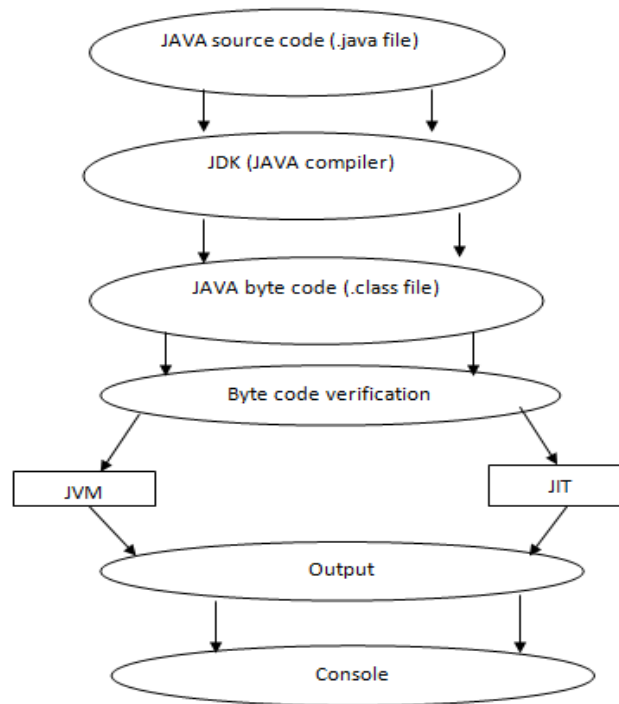 JAVA source code (.java file)
JDK (JAVA compiler)
JAVA byte code (.class file)
Byte code verification
JVM
JIT
Output
Console